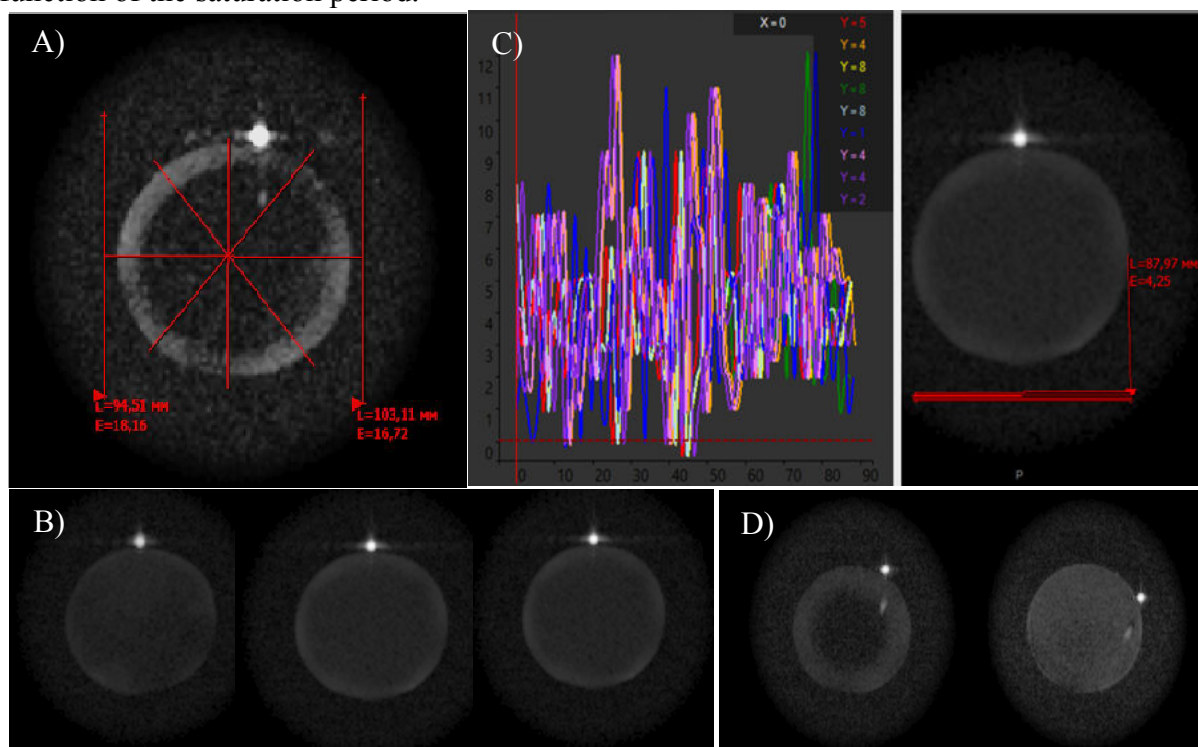 function of the saturation period.
A)
L=94,51 мм
E=18,16
L=103,11 мм
E=16,72
C)
X=0
Y=5
Y=4
Y=8
Y=8
Y=8
Y=1
Y=4
Y=4
Y=2
12
11
10
9
8
7
6
5
4
3
2
1
0
0 10 20 30 40 50 60 70 80 90
L=87,97 мм
E=4,25
P
B)
D)